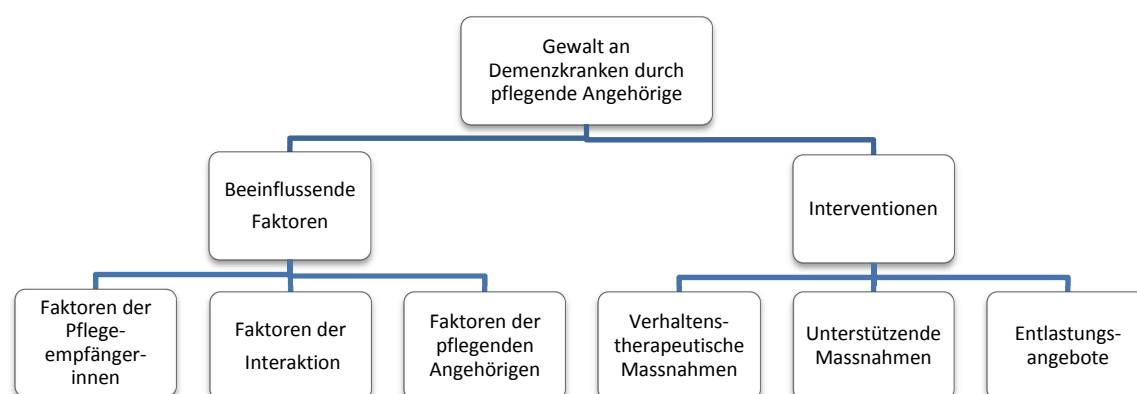 Gewalt an
Demenzkranken durch
pflegende Angehörige
Beeinflussende
Faktoren
Interventionen
Faktoren der
Pflege-
empfänger-
innen
Faktoren der
Interaktion
Faktoren der
pflegenden
Angehörigen
Verhaltens-
therapeutische
Massnahmen
Unterstützende
Massnahmen
Entlastungs-
angebote